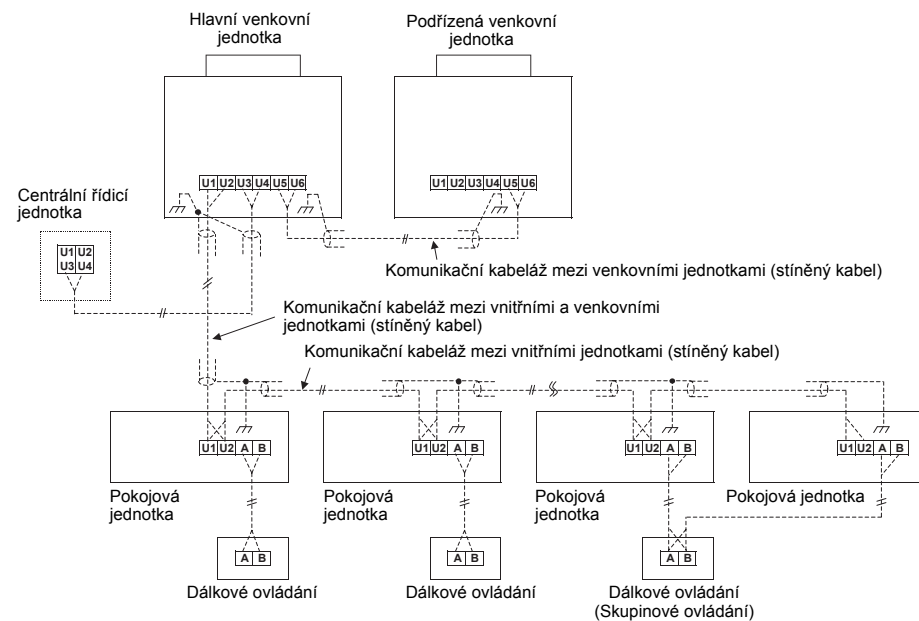 Hlavní venkovní
jednotka
Podřízená venkovní
jednotka
U1 U2 U3 U4 U5 U6
U1 U2 U3 U4 U5 U6
Centrální řídicí
jednotka
U1 U2
U3 U4
Komunikační kabeláž mezi venkovními jednotkami (stíněný kabel)
Komunikační kabeláž mezi vnitřními a venkovními
jednotkami (stíněný kabel)
Komunikační kabeláž mezi vnitřními jednotkami (stíněný kabel)
U1 U2 A B
U1 U2 A B
U1 U2 A B
U1 U2 A B
Pokojová
jednotka
Pokojová
jednotka
Pokojová
jednotka
Pokojová jednotka
A B
A B
A B
Dálkové ovládání
Dálkové ovládání
Dálkové ovládání
(Skupinové ovládání)